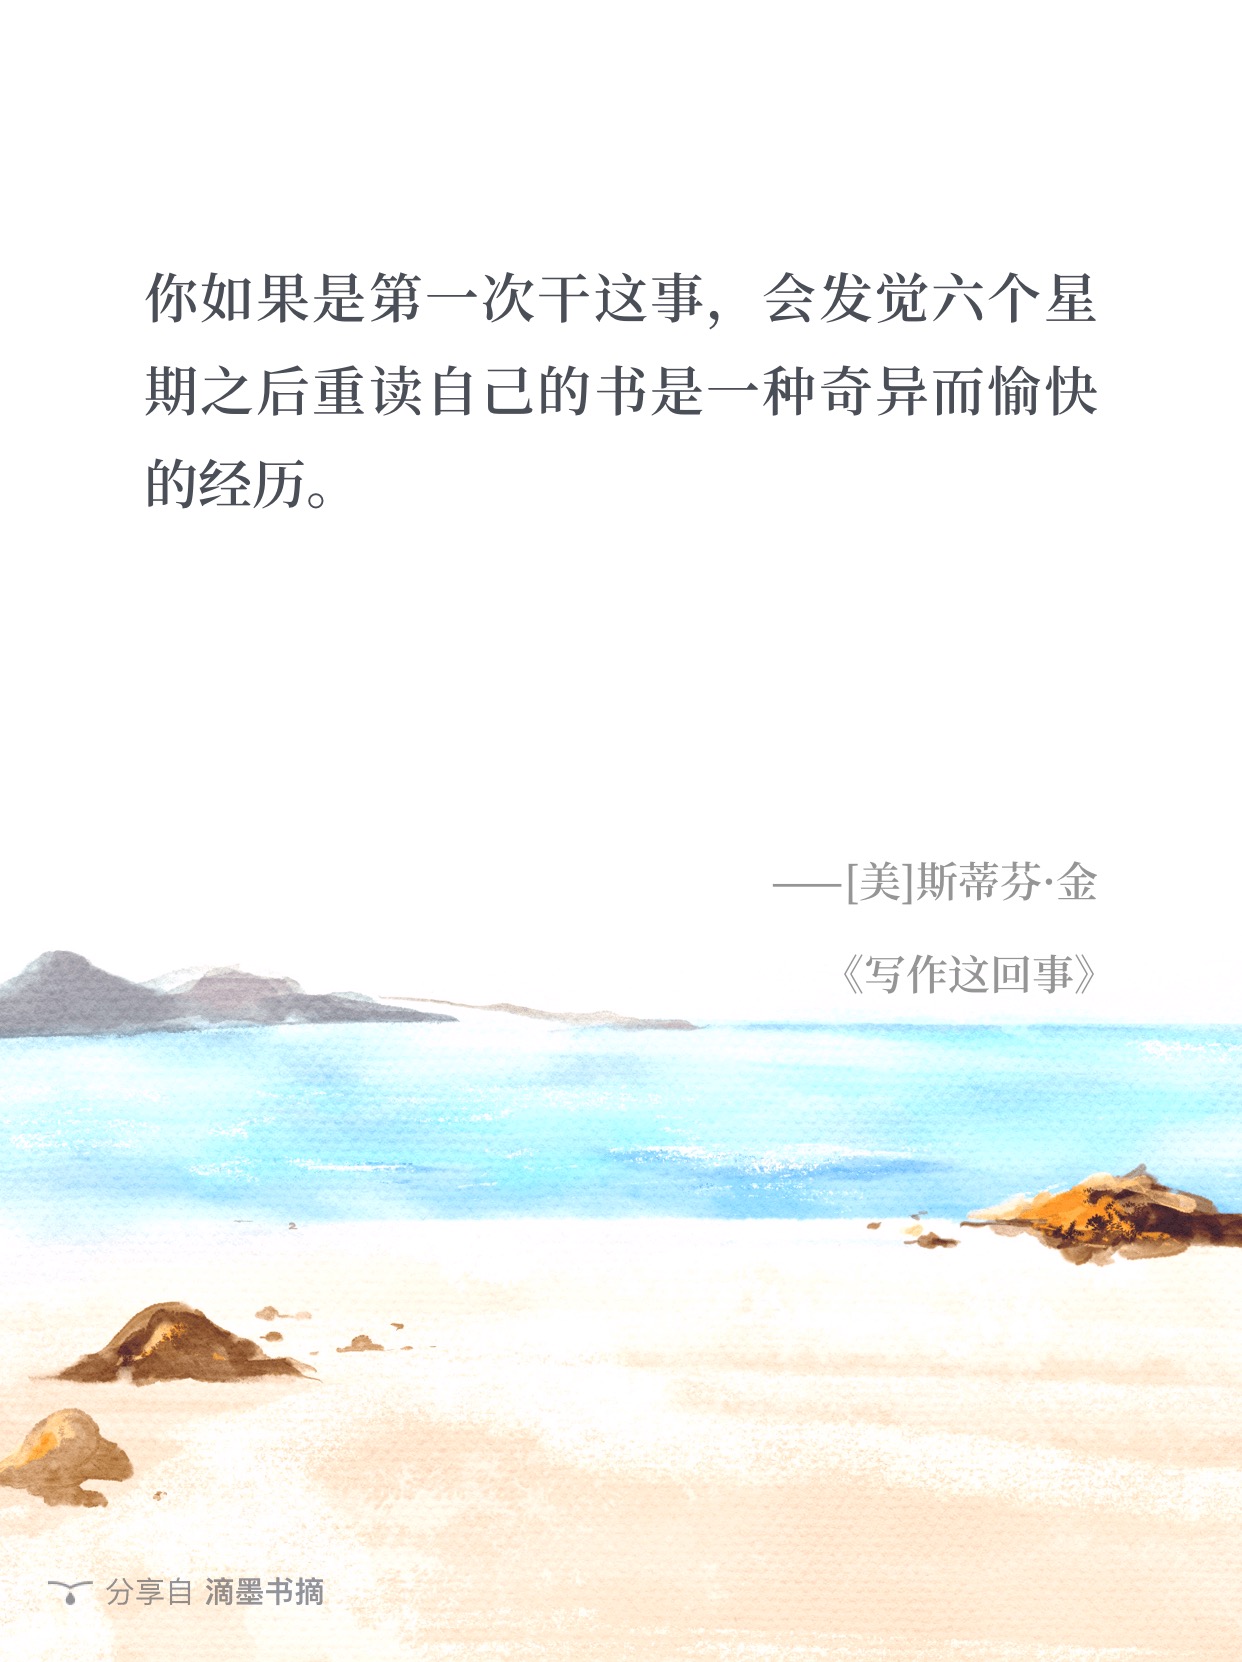 你如果是第一次干这事，会发觉六个星
期之后重读自己的书是一种奇异而愉快
的经历。
——[美]斯蒂芬·金
《写作这回事》
分享自 滴墨书摘